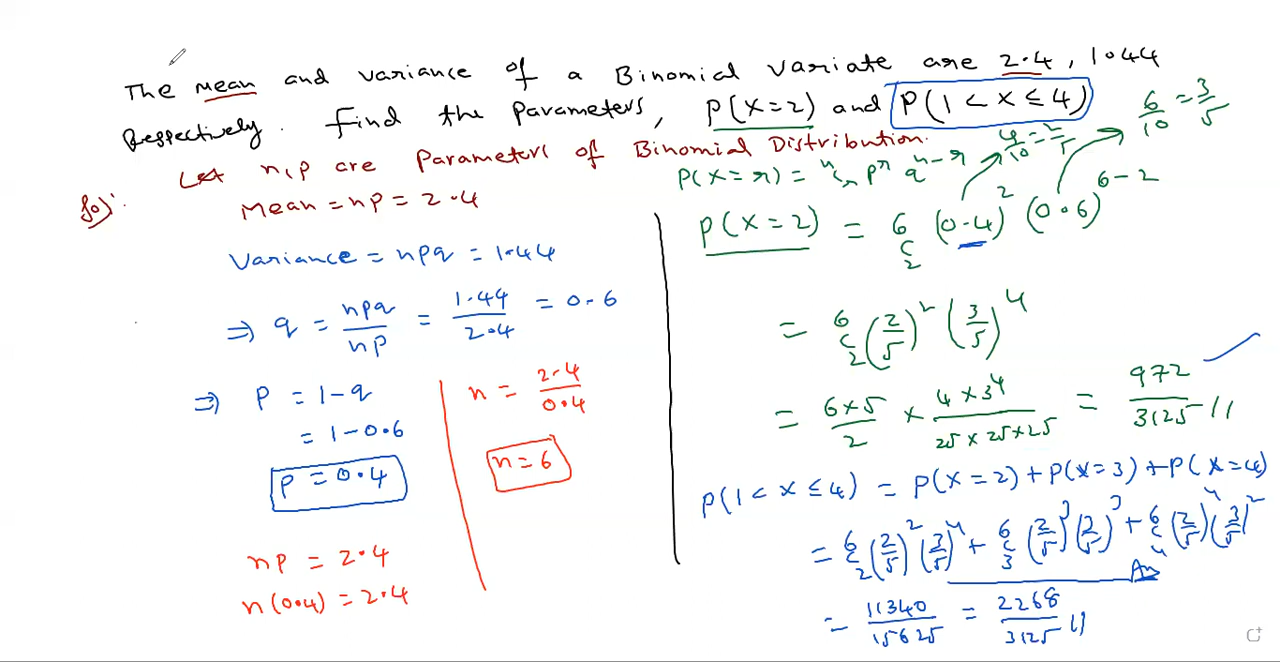 The mean and variance of a Binomial variate are 2.4, 1.44
Respectively. Find the Parameters, P(X=2) and P(1<x≤4)
Sol: Let n,p are Parameters of Binomial Distribution.
Mean = np = 2.4
Variance = npq = 1.44
⇒ q = npq/np = 1.44/2.4 = 0.6
⇒ P = 1-q
= 1-0.6
P = 0.4
np = 2.4
n(0.4) = 2.4
n = 2.4/0.4
n = 6
P(X=r) = ⁿCᵣ pʳ qⁿ⁻ʳ
4/10 = 2/5
6/10 = 3/5
P(X=2) = ⁶C₂ (0.4)² (0.6)⁶⁻²
= ⁶C₂ (2/5)² (3/5)⁴
= 6×5/2 × 4×3⁴/25×25×25 = 972/3125 //
P(1<x≤4) = P(X=2)+P(X=3)+P(X=4)
= ⁶C₂ (2/5)² (3/5)⁴ + ⁶C₃ (2/5)³ (3/5)³ + ⁶C₄ (2/5)⁴ (3/5)²
Ans
= 11340/15625 = 2268/3125 //